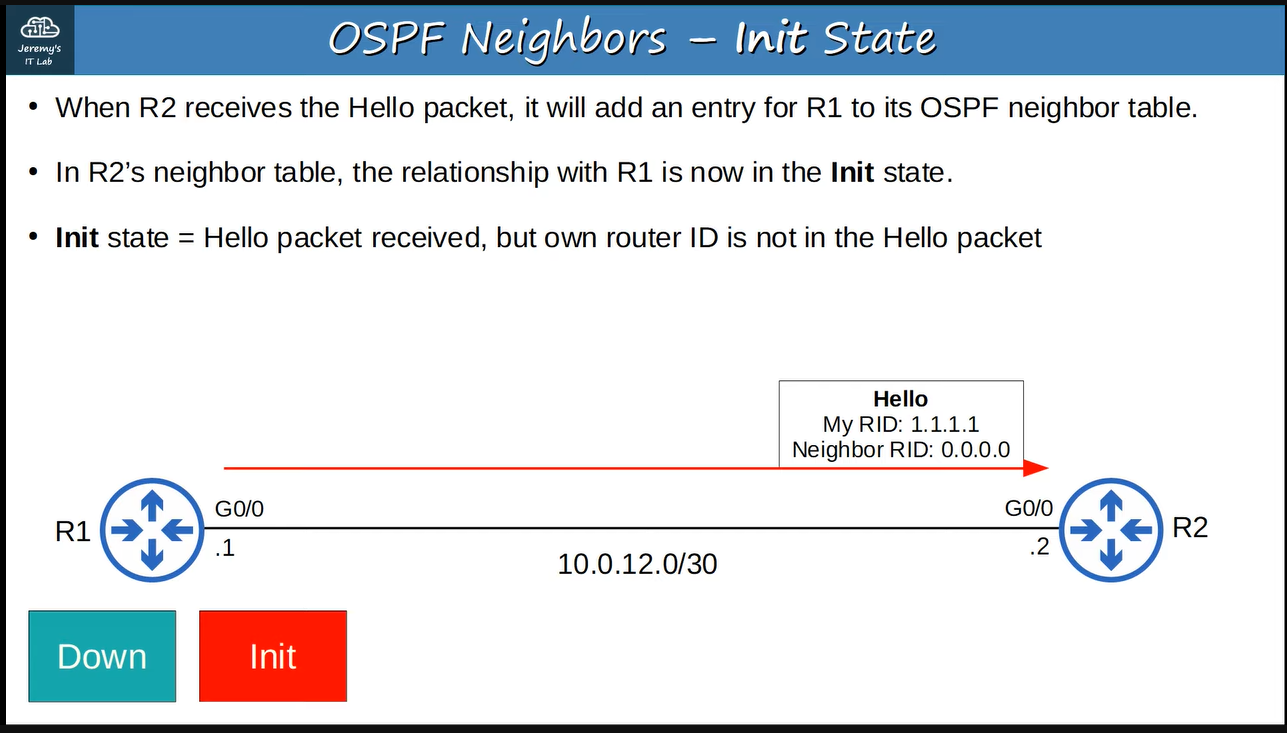 Jeremy's
IT Lab
OSPF Neighbors – Init State
• When R2 receives the Hello packet, it will add an entry for R1 to its OSPF neighbor table.
• In R2’s neighbor table, the relationship with R1 is now in the Init state.
• Init state = Hello packet received, but own router ID is not in the Hello packet
Hello
My RID: 1.1.1.1
Neighbor RID: 0.0.0.0
R1
G0/0
.1
10.0.12.0/30
G0/0
.2
R2
Down
Init